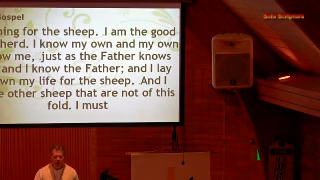 Gospel
ning for the sheep. .I am the good
herd. I know my own and my own
ow me, .just as the Father knows
and I know the Father; and I lay
wn my life for the sheep. .And I
e other sheep that are not of this
fold. I must
Sola Scriptura